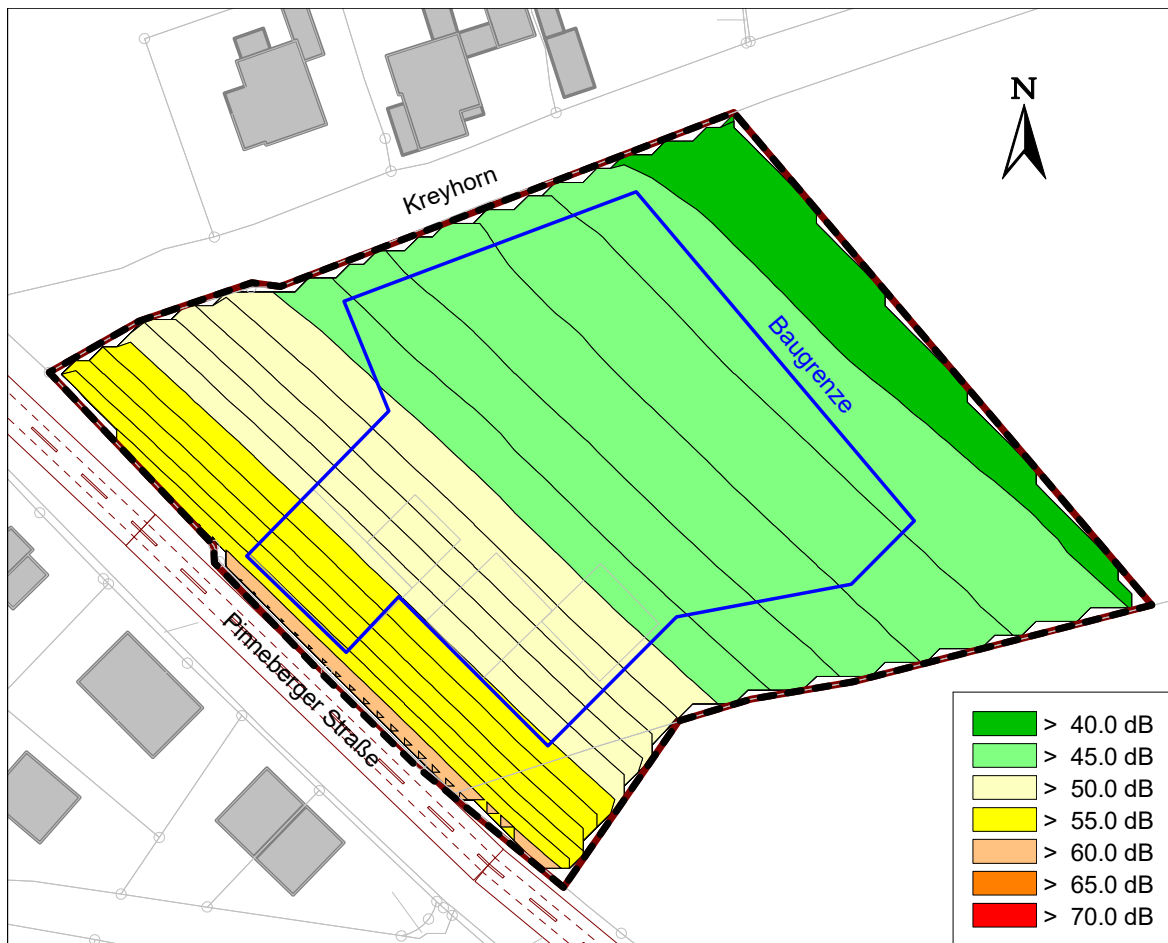 N
Kreyhorn
Baugrenze
Pinneberger Straße
> 40.0 dB
> 45.0 dB
> 50.0 dB
> 55.0 dB
> 60.0 dB
> 65.0 dB
> 70.0 dB